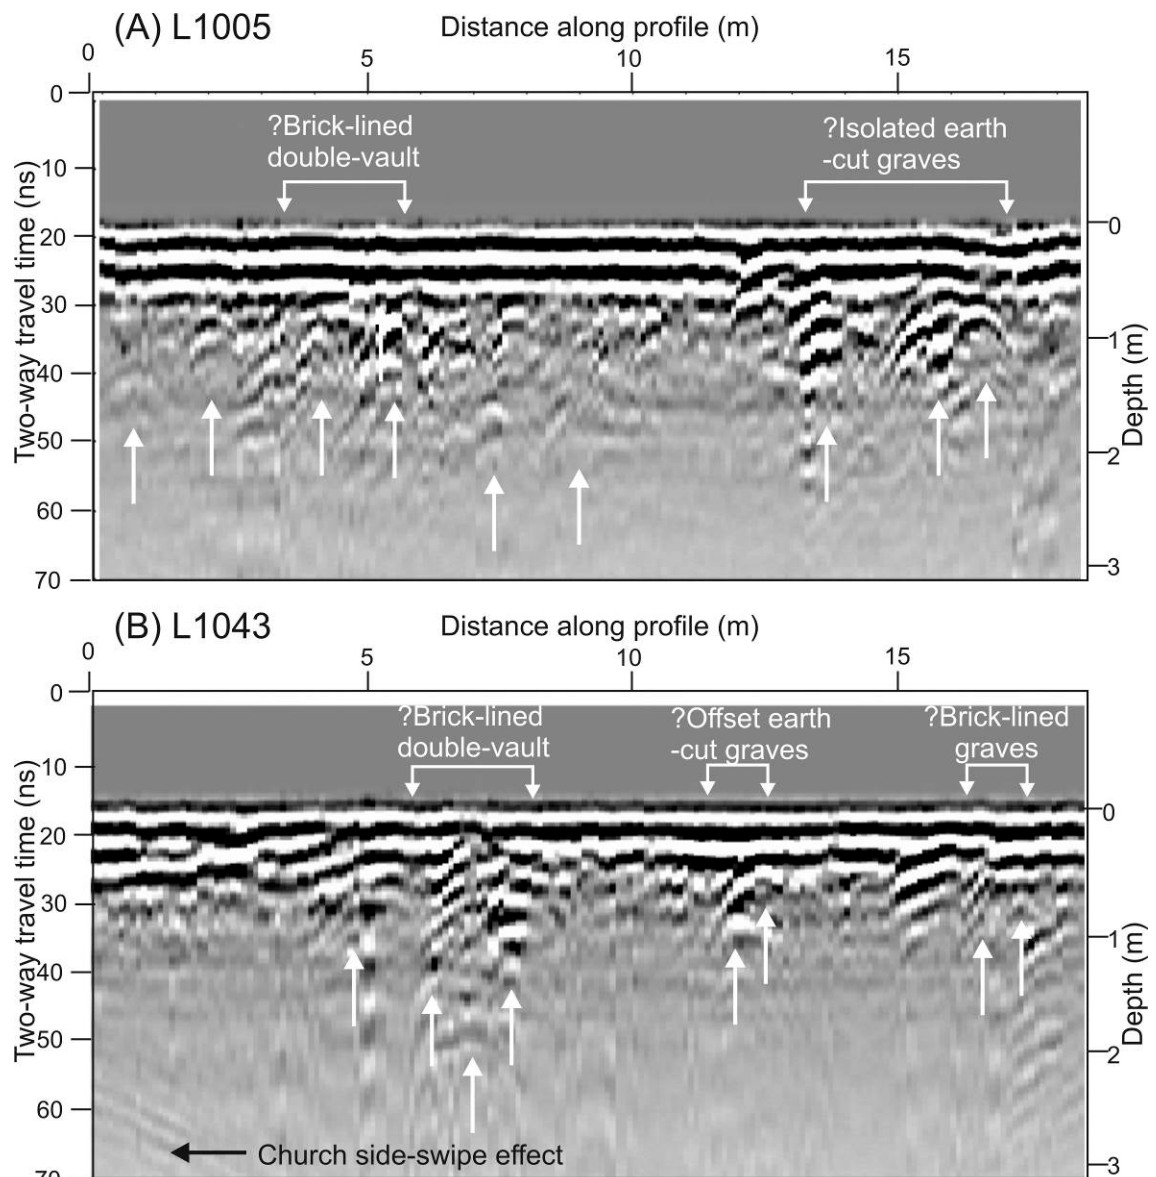 (A) L1005
Distance along profile (m)
0 5 10 15
Two-way travel time (ns)
0
10
20
30
40
50
60
70
?Brick-lined
double-vault
?Isolated earth
-cut graves
Depth (m)
0
1
2
3
(B) L1043
Distance along profile (m)
0 5 10 15
Two-way travel time (ns)
0
10
20
30
40
50
60
70
?Brick-lined
double-vault
?Offset earth
-cut graves
?Brick-lined
graves
Depth (m)
0
1
2
3
Church side-swipe effect